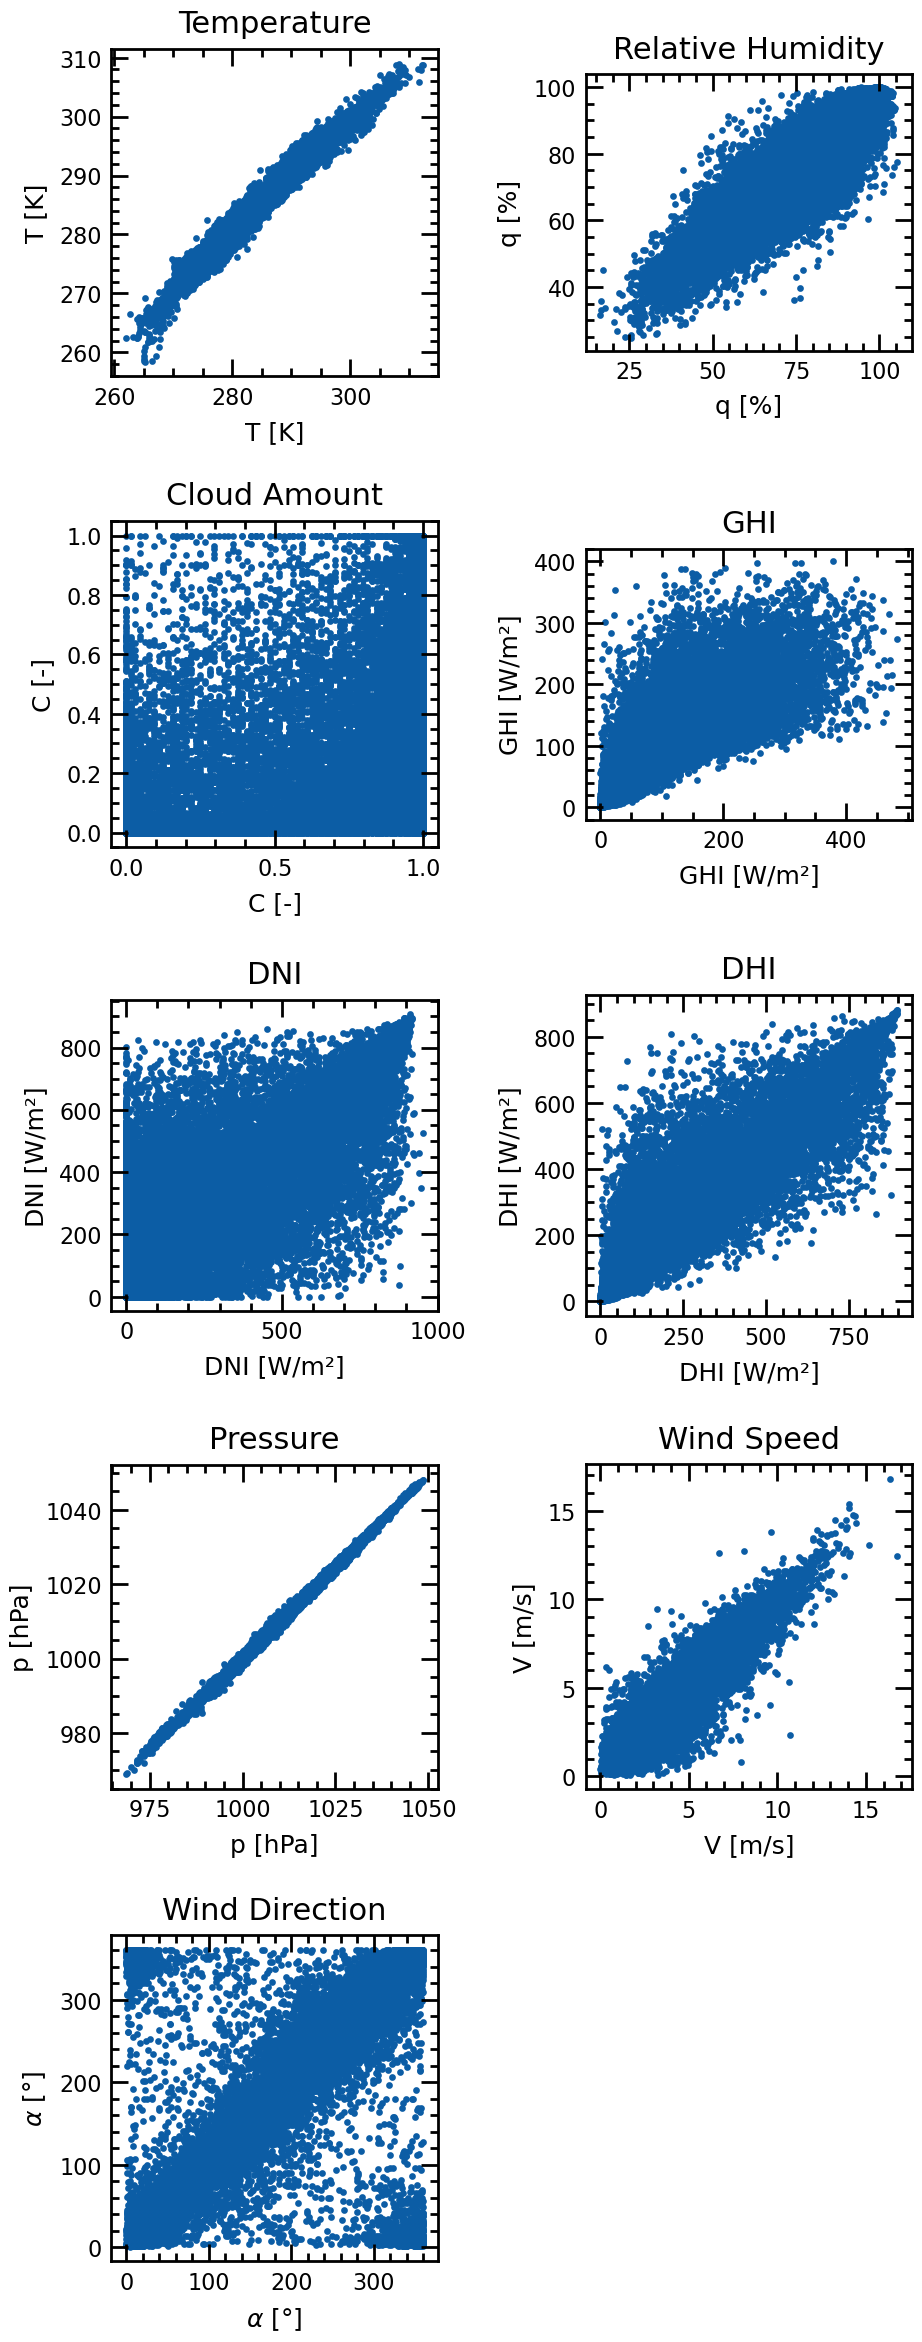 Temperature
310
300
290
280
270
260
T [K]
260 280 300
T [K]
Relative Humidity
100
80
60
40
q [%]
25 50 75 100
q [%]
Cloud Amount
1.0
0.8
0.6
0.4
0.2
0.0
C [-]
0.0 0.5 1.0
C [-]
GHI
400
300
200
100
0
GHI [W/m²]
0 200 400
GHI [W/m²]
DNI
800
600
400
200
0
DNI [W/m²]
0 500 1000
DNI [W/m²]
DHI
800
600
400
200
0
DHI [W/m²]
0 250 500 750
DHI [W/m²]
Pressure
1040
1020
1000
980
p [hPa]
975 1000 1025 1050
p [hPa]
Wind Speed
15
10
5
0
V [m/s]
0 5 10 15
V [m/s]
Wind Direction
300
200
100
0
α [°]
0 100 200 300
α [°]